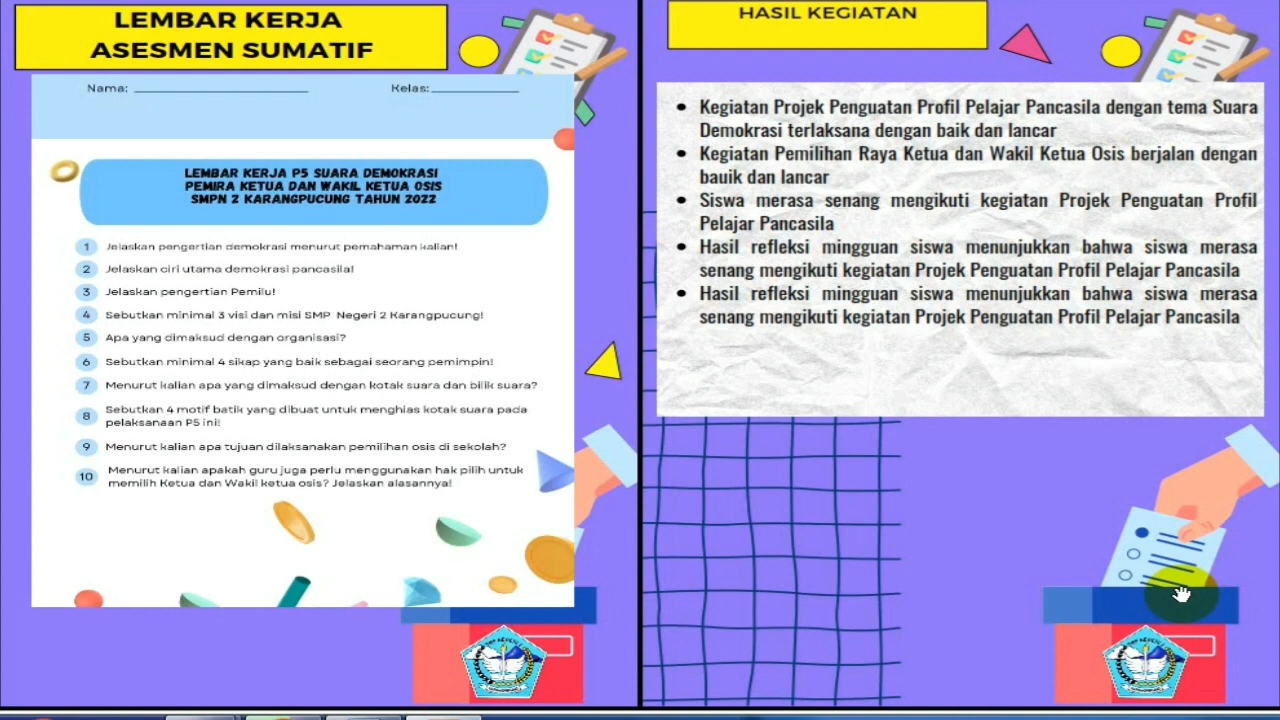 LEMBAR KERJA
ASESMEN SUMATIF
Nama: ____________________ Kelas: __________
LEMBAR KERJA P5 SUARA DEMOKRASI
PEMIRA KETUA DAN WAKIL KETUA OSIS
SMPN 2 KARANGPUCUNG TAHUN 2022
1 Jelaskan pengertian demokrasi menurut pemahaman kalian!
2 Jelaskan ciri utama demokrasi pancasila!
3 Jelaskan pengertian Pemilu!
4 Sebutkan minimal 3 visi dan misi SMP Negeri 2 Karangpucung!
5 Apa yang dimaksud dengan organisasi?
6 Sebutkan minimal 4 sikap yang baik sebagai seorang pemimpin!
7 Menurut kalian apa yang dimaksud dengan kotak suara dan bilik suara?
8 Sebutkan 4 motif batik yang dibuat untuk menghias kotak suara pada
pelaksanaan P5 ini!
9 Menurut kalian apa tujuan dilaksanakan pemilihan osis di sekolah?
10 Menurut kalian apakah guru juga perlu menggunakan hak pilih untuk
memilih Ketua dan Wakil ketua osis? Jelaskan alasannya!
HASIL KEGIATAN
• Kegiatan Projek Penguatan Profil Pelajar Pancasila dengan tema Suara
Demokrasi terlaksana dengan baik dan lancar
• Kegiatan Pemilihan Raya Ketua dan Wakil Ketua Osis berjalan dengan
bauik dan lancar
• Siswa merasa senang mengikuti kegiatan Projek Penguatan Profil
Pelajar Pancasila
• Hasil refleksi mingguan siswa menunjukkan bahwa siswa merasa
senang mengikuti kegiatan Projek Penguatan Profil Pelajar Pancasila
• Hasil refleksi mingguan siswa menunjukkan bahwa siswa merasa
senang mengikuti kegiatan Projek Penguatan Profil Pelajar Pancasila